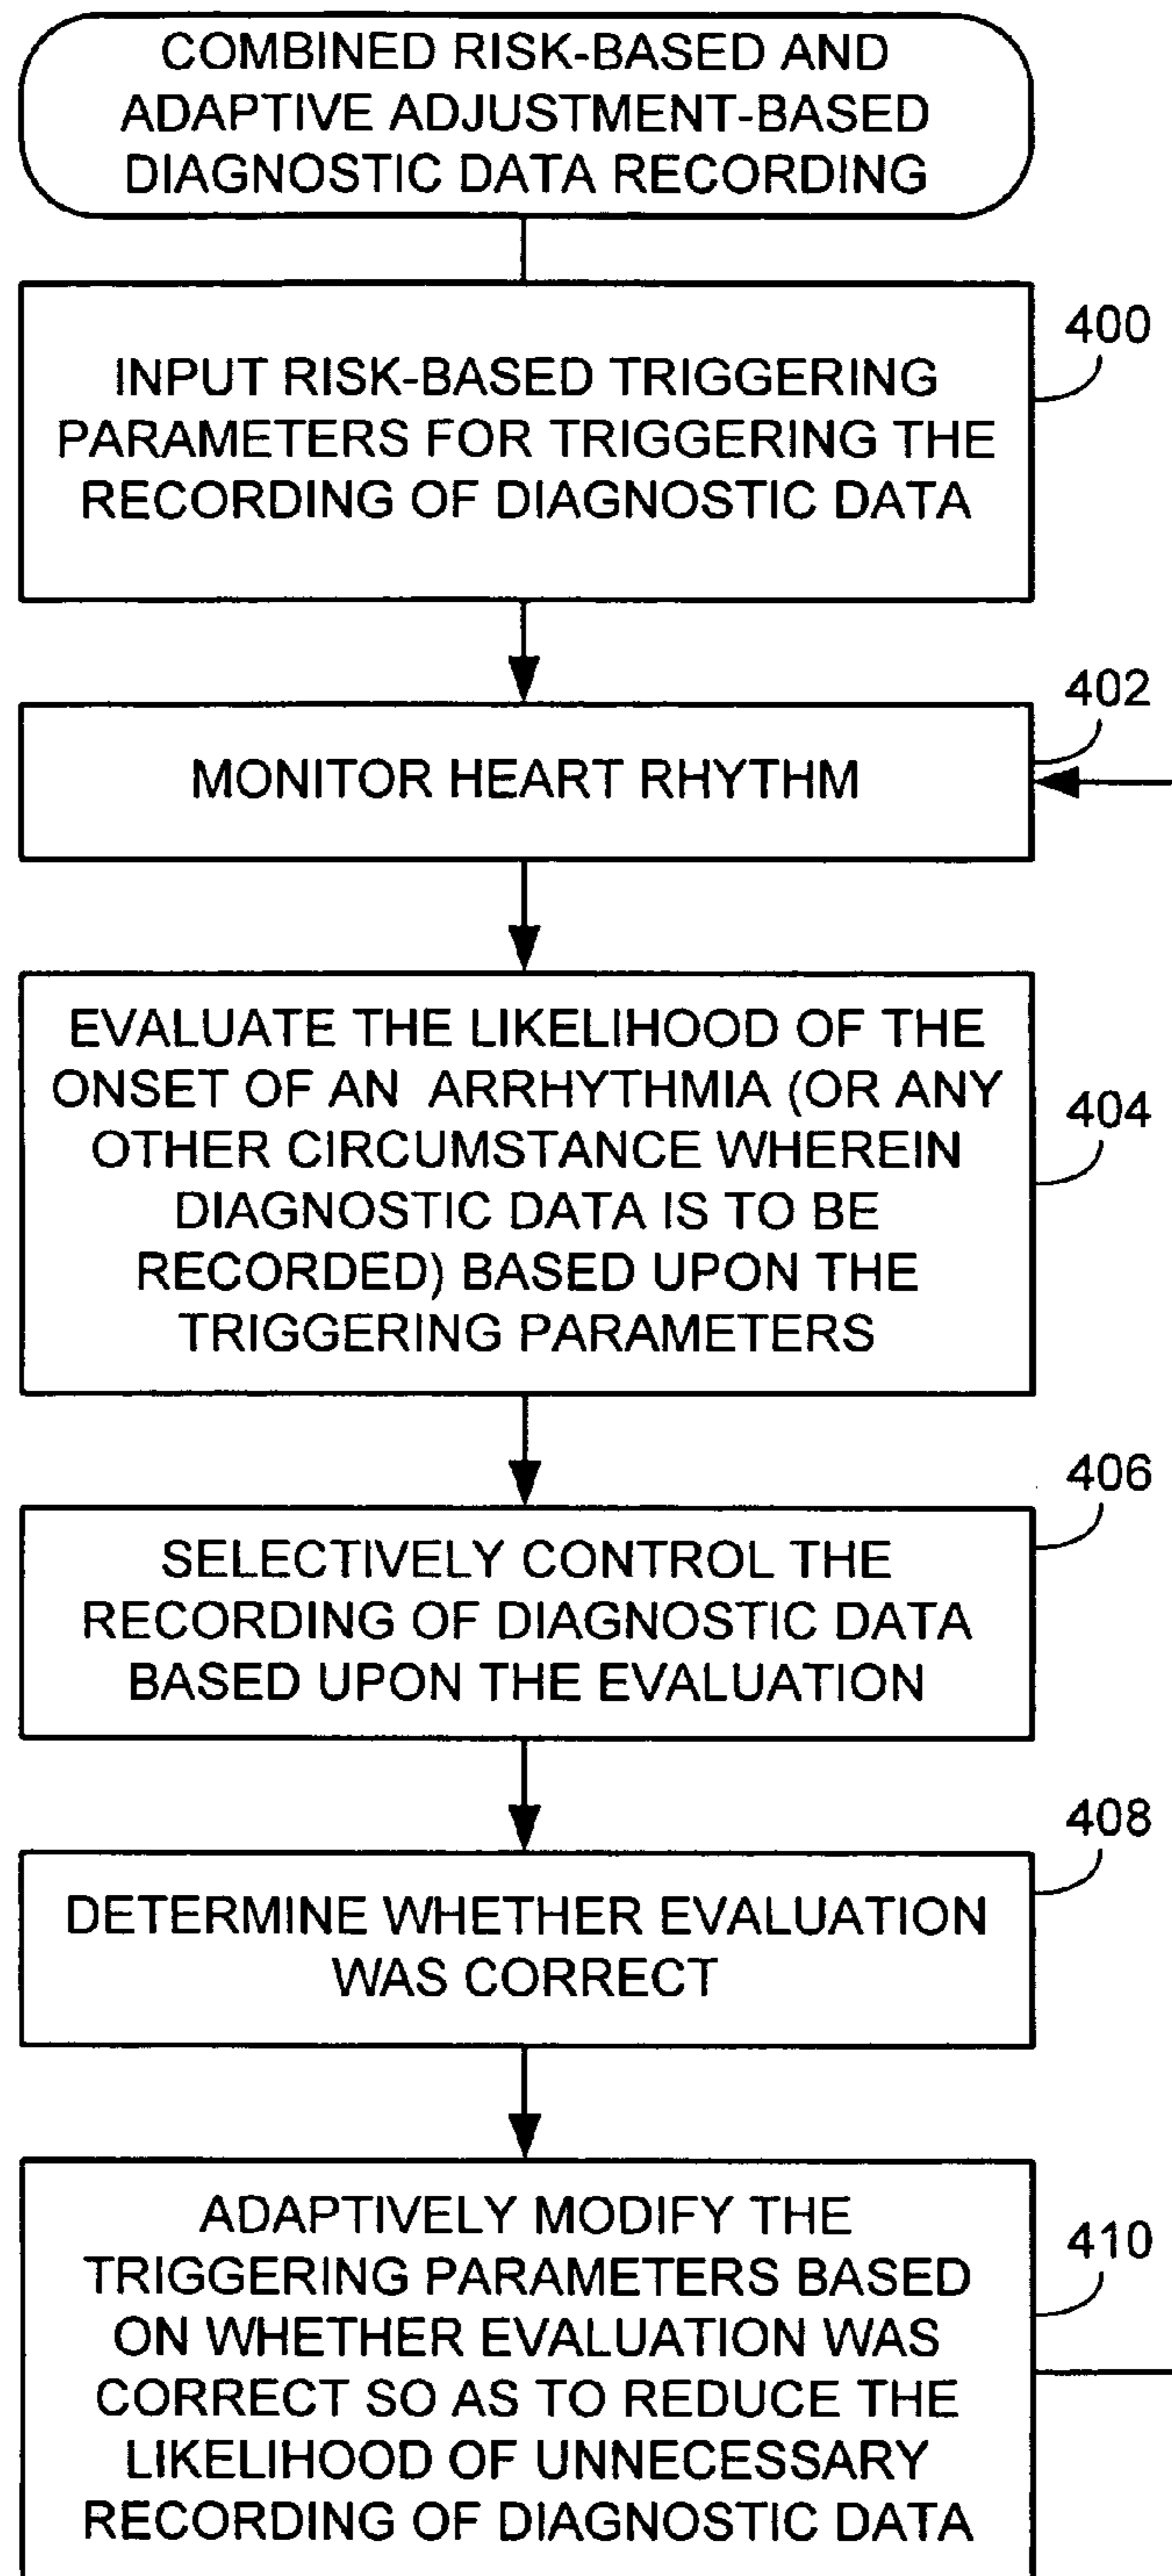 COMBINED RISK-BASED AND
ADAPTIVE ADJUSTMENT-BASED
DIAGNOSTIC DATA RECORDING
400
INPUT RISK-BASED TRIGGERING
PARAMETERS FOR TRIGGERING THE
RECORDING OF DIAGNOSTIC DATA
402
MONITOR HEART RHYTHM
EVALUATE THE LIKELIHOOD OF THE
ONSET OF AN ARRHYTHMIA (OR ANY
404
OTHER CIRCUMSTANCE WHEREIN
DIAGNOSTIC DATA IS TO BE
RECORDED) BASED UPON THE
TRIGGERING PARAMETERS
406
SELECTIVELY CONTROL THE
RECORDING OF DIAGNOSTIC DATA
BASED UPON THE EVALUATION
408
DETERMINE WHETHER EVALUATION
WAS CORRECT
ADAPTIVELY MODIFY THE
410
TRIGGERING PARAMETERS BASED
ON WHETHER EVALUATION WAS
CORRECT SO AS TO REDUCE THE
LIKELIHOOD OF UNNECESSARY
RECORDING OF DIAGNOSTIC DATA